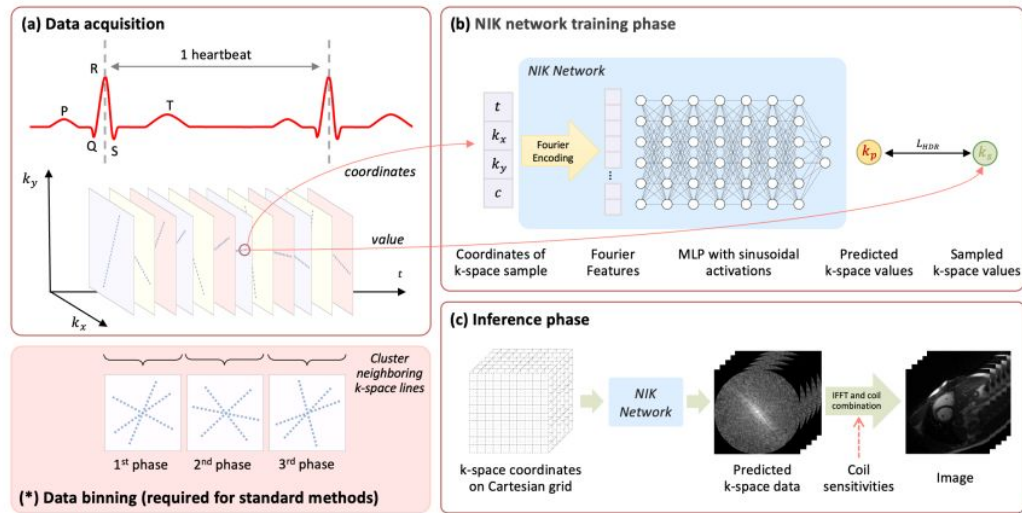 (a) Data acquisition
1 heartbeat
R
P
T
Q
S
k_y
coordinates
value
t
k_x
Cluster
neighboring
k-space lines
1st phase
2nd phase
3rd phase
(*) Data binning (required for standard methods)
(b) NIK network training phase
NIK Network
t
k_x
k_y
c
Fourier
Encoding
k_p
L_HDR
k_s
Coordinates of
k-space sample
Fourier
Features
MLP with sinusoidal
activations
Predicted
k-space values
Sampled
k-space values
(c) Inference phase
NIK
Network
IFFT and coil
combination
k-space coordinates
on Cartesian grid
Predicted
k-space data
Coil
sensitivities
Image